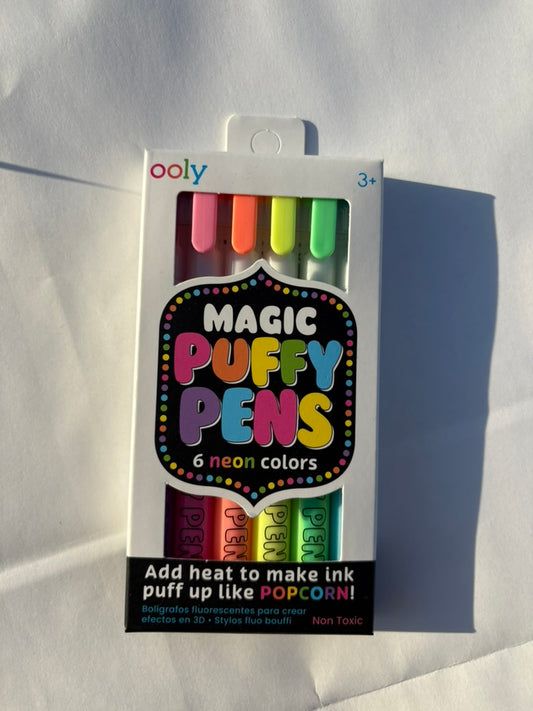 ooly
3+
MAGIC
PUFFY
PENS
6 neon colors
PEN
PEN
PEN
PEN
Add heat to make ink
puff up like POPCORN!
Bolígrafos fluorescentes para crear
efectos en 3D • Stylos fluo bouffi
Non Toxic